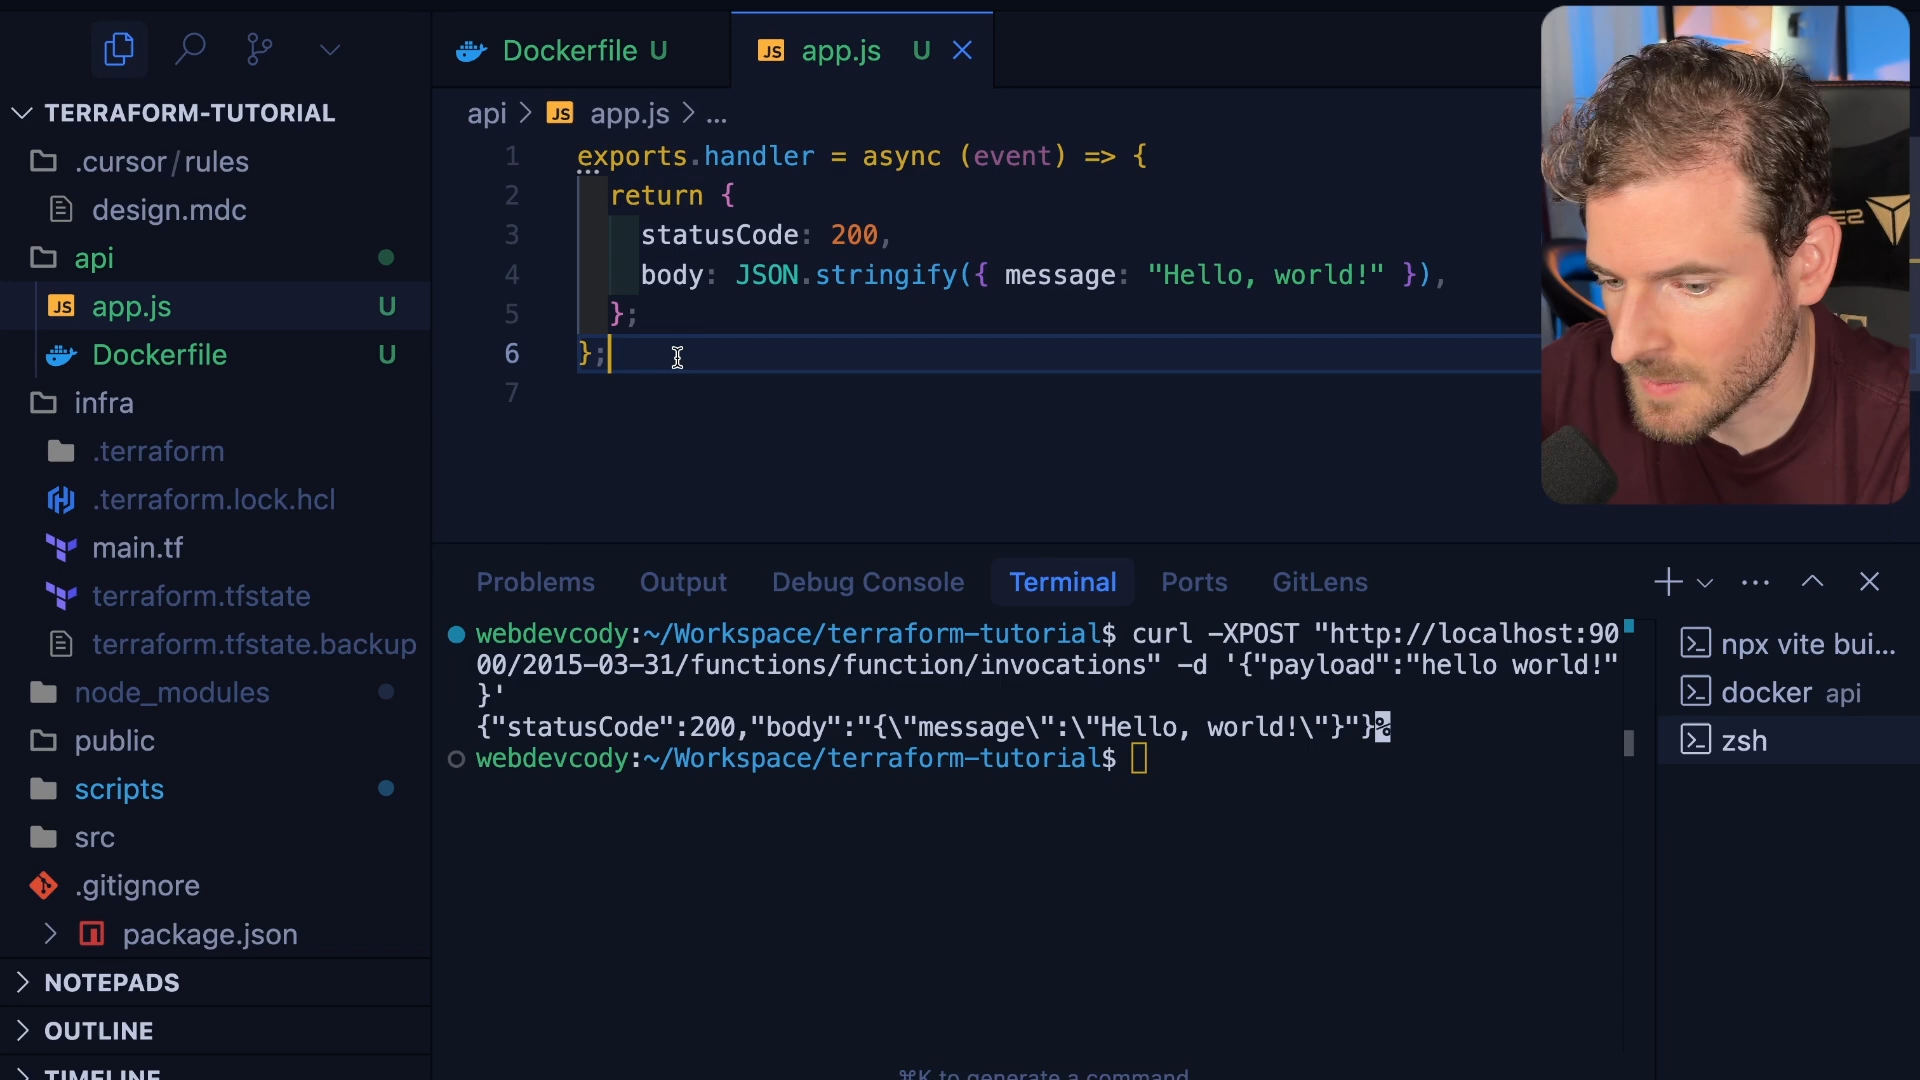 Dockerfile U
JS app.js U
TERRAFORM-TUTORIAL
.cursor/rules
design.mdc
api
JS app.js U
Dockerfile U
infra
.terraform
.terraform.lock.hcl
main.tf
terraform.tfstate
terraform.tfstate.backup
node_modules
public
scripts
src
.gitignore
package.json
NOTEPADS
OUTLINE
TIMELINE
api > JS app.js > ...
1 exports.handler = async (event) => {
2 return {
3 statusCode: 200,
4 body: JSON.stringify({ message: "Hello, world!" }),
5 };
6 };
7
Problems Output Debug Console Terminal Ports GitLens
webdevcody:~/Workspace/terraform-tutorial$ curl -XPOST "http://localhost:90
00/2015-03-31/functions/function/invocations" -d '{"payload":"hello world!"
}'
{"statusCode":200,"body":"{\"message\":\"Hello, world!\"}"}%
webdevcody:~/Workspace/terraform-tutorial$
npx vite bui...
docker api
zsh
⌘K to generate a command